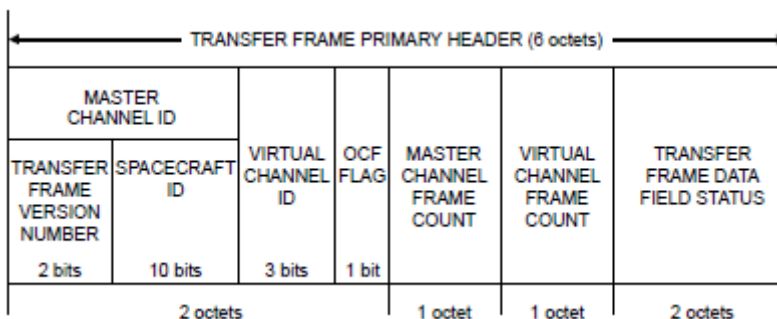 TRANSFER FRAME PRIMARY HEADER (6 octets)
MASTER
CHANNEL ID
TRANSFER
FRAME
VERSION
NUMBER
2 bits
SPACECRAFT
ID
10 bits
VIRTUAL
CHANNEL
ID
3 bits
OCF
FLAG
1 bit
MASTER
CHANNEL
FRAME
COUNT
VIRTUAL
CHANNEL
FRAME
COUNT
TRANSFER
FRAME DATA
FIELD STATUS
2 octets
1 octet
1 octet
2 octets